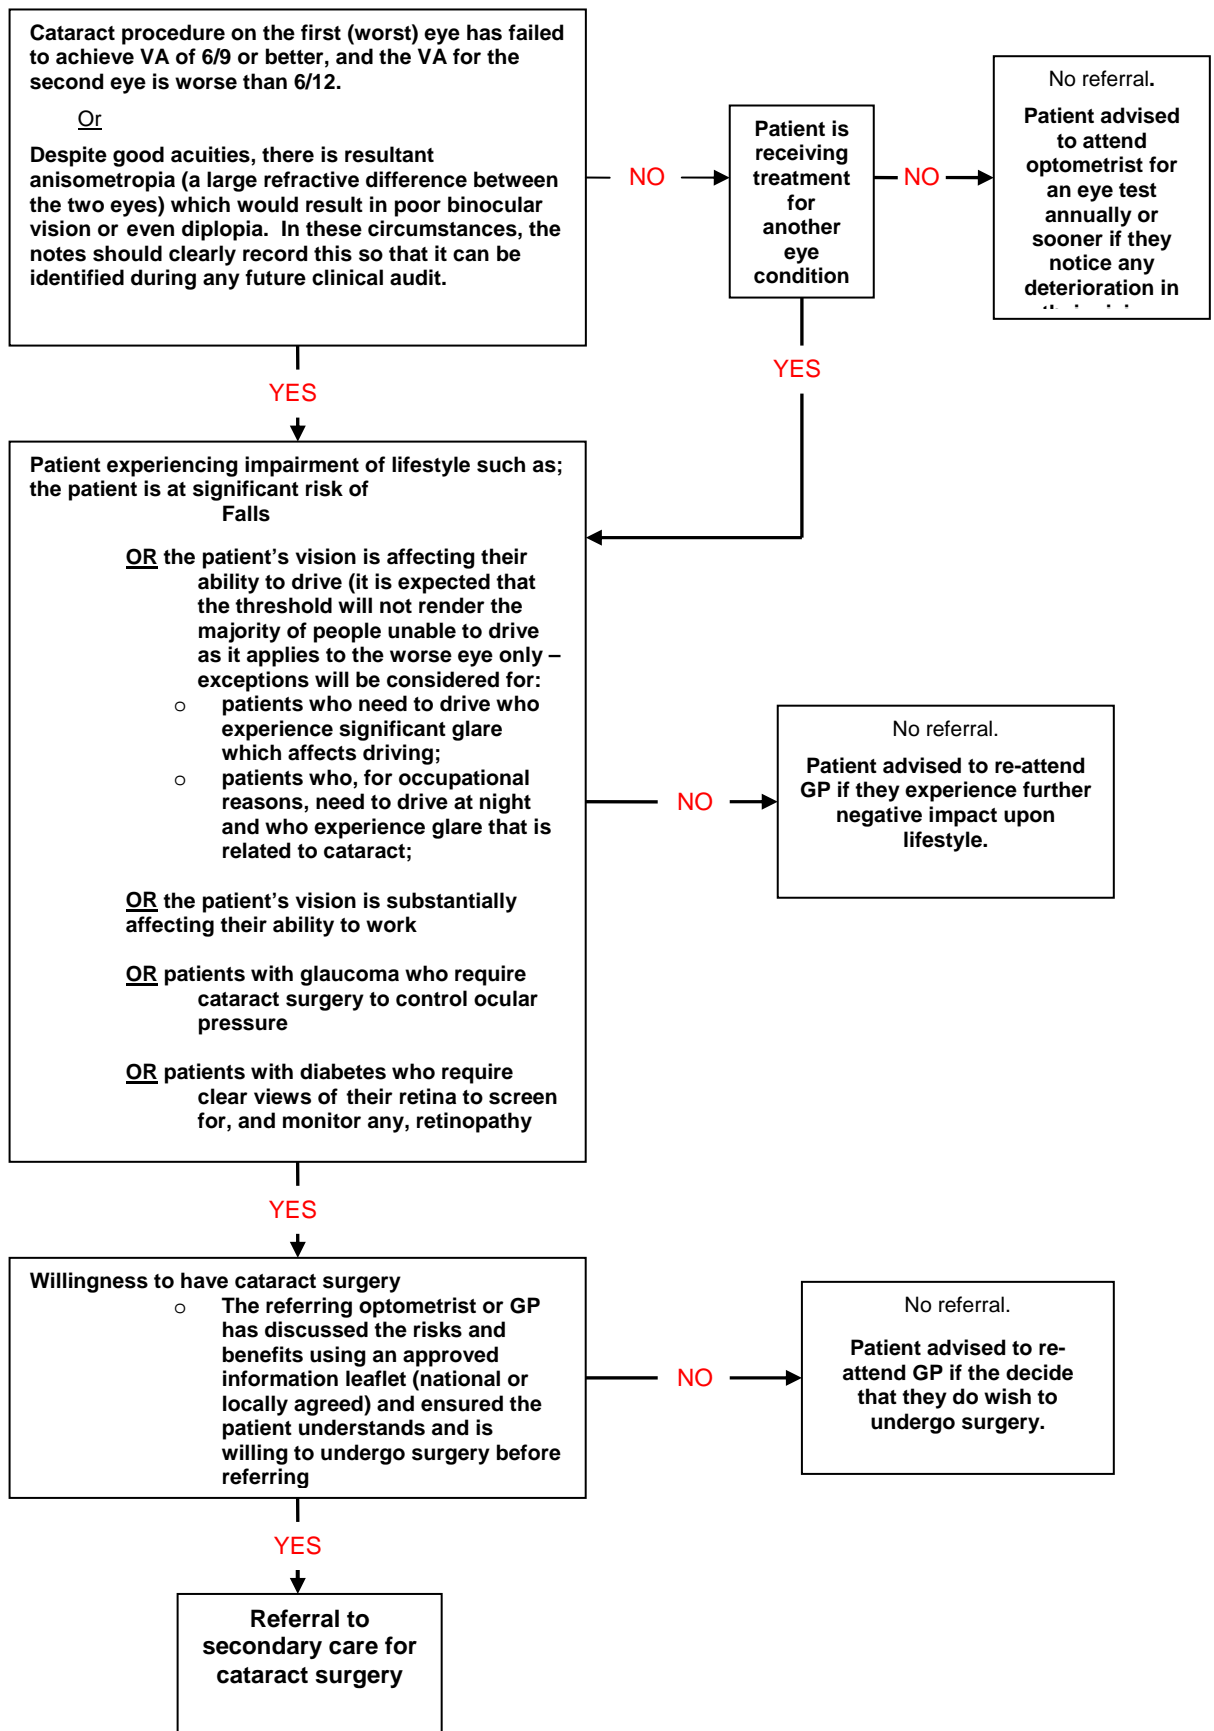 Cataract procedure on the first (worst) eye has failed
to achieve VA of 6/9 or better, and the VA for the
second eye is worse than 6/12.
Or
Despite good acuities, there is resultant
anisometropia (a large refractive difference between
the two eyes) which would result in poor binocular
vision or even diplopia. In these circumstances, the
notes should clearly record this so that it can be
identified during any future clinical audit.
NO
Patient is
receiving
treatment
for
another
eye
condition
NO
No referral.
Patient advised
to attend
optometrist for
an eye test
annually or
sooner if they
notice any
deterioration in
YES
YES
Patient experiencing impairment of lifestyle such as;
the patient is at significant risk of
Falls
OR the patient's vision is affecting their
ability to drive (it is expected that
the threshold will not render the
majority of people unable to drive
as it applies to the worse eye only –
exceptions will be considered for:
o patients who need to drive who
experience significant glare
which affects driving;
o patients who, for occupational
reasons, need to drive at night
and who experience glare that is
related to cataract;
OR the patient's vision is substantially
affecting their ability to work
OR patients with glaucoma who require
cataract surgery to control ocular
pressure
OR patients with diabetes who require
clear views of their retina to screen
for, and monitor any, retinopathy
NO
No referral.
Patient advised to re-attend
GP if they experience further
negative impact upon
lifestyle.
YES
Willingness to have cataract surgery
o The referring optometrist or GP
has discussed the risks and
benefits using an approved
information leaflet (national or
locally agreed) and ensured the
patient understands and is
willing to undergo surgery before
referring
NO
No referral.
Patient advised to re-
attend GP if the decide
that they do wish to
undergo surgery.
YES
Referral to
secondary care for
cataract surgery